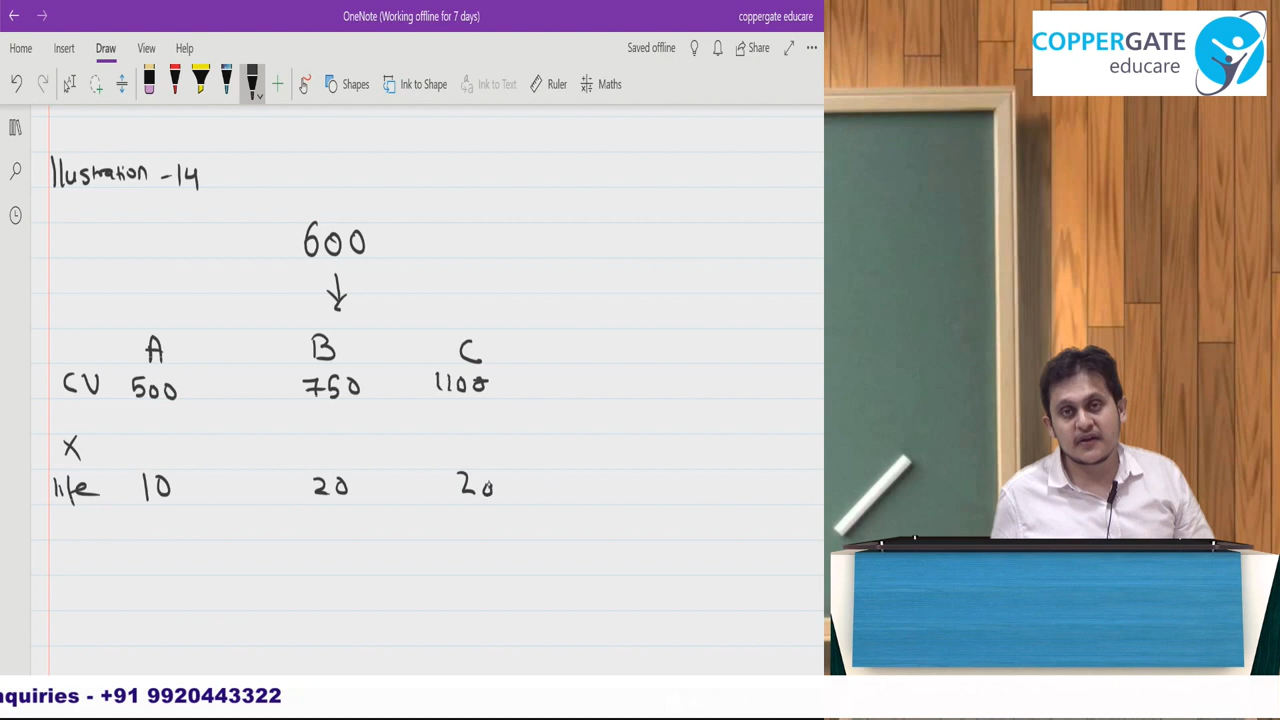 OneNote (Working offline for 7 days) coppergate educare
Home Insert Draw View Help Saved offline Share
Shapes Ink to Shape Ink to Text Ruler Maths
COPPERGATE
educare
Illustration - 14
600
A B C
CV 500 750 1100
X
life 10 20 20
nquiries - +91 9920443322